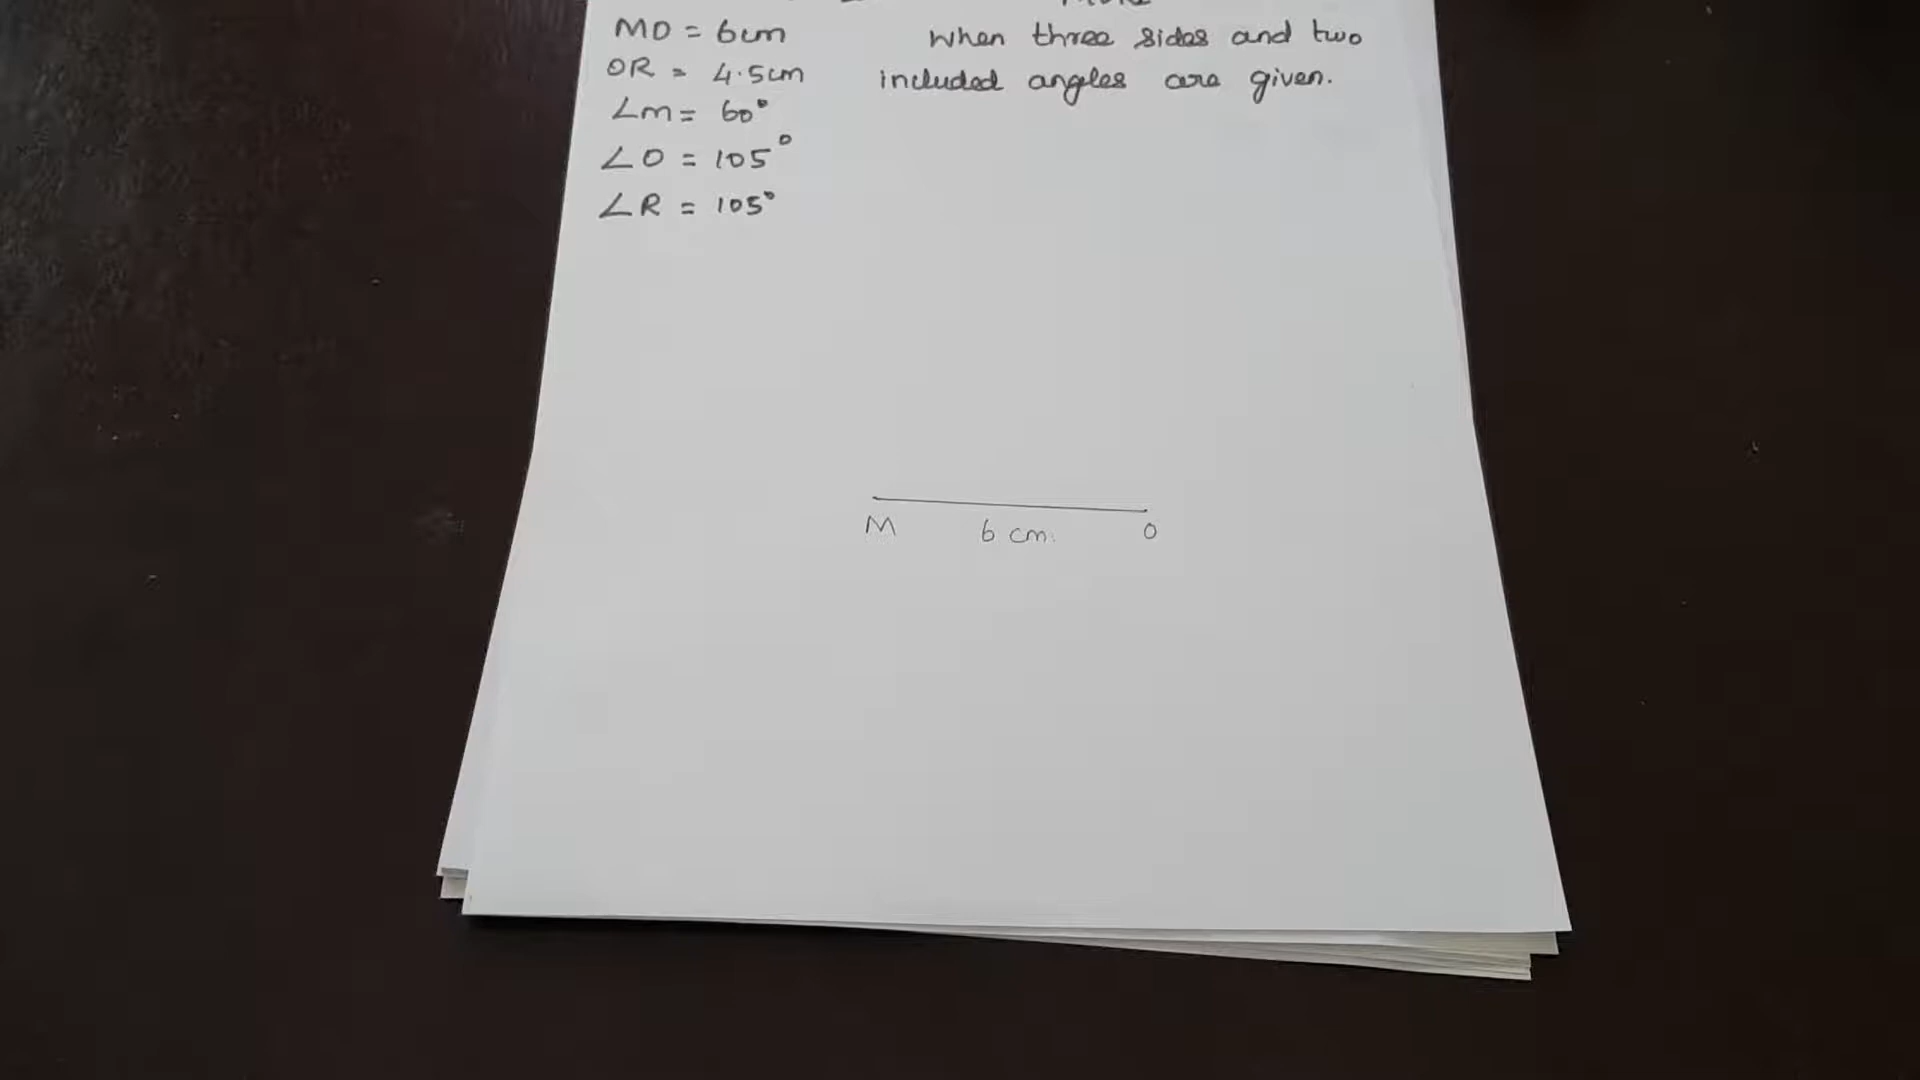 MO = 6cm
OR = 4.5cm
∠m = 60°
∠O = 105°
∠R = 105°
When three sides and two
included angles are given.
M 6 cm. O